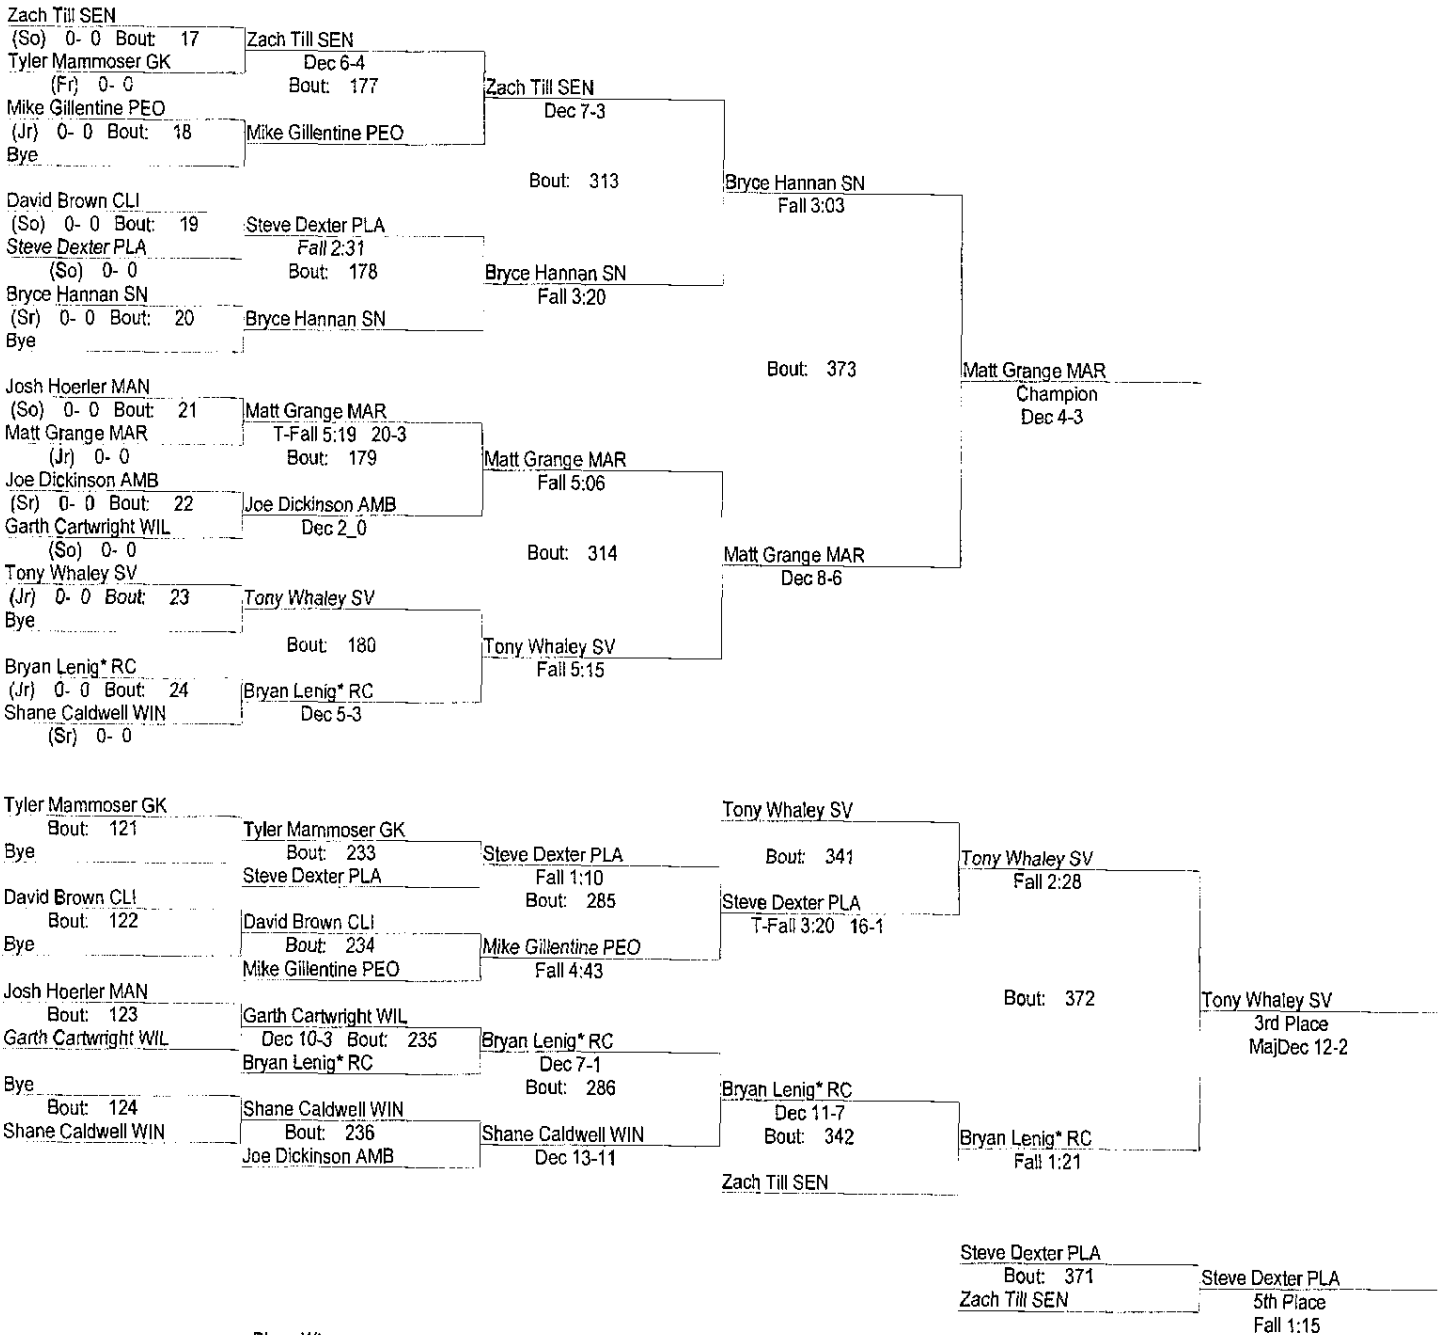 Zach Till SEN
(So) 0- 0 Bout: 17 Zach Till SEN
Tyler Mammoser GK Dec 6-4
(Fr) 0- 0 Bout: 177 Zach Till SEN
Mike Gillentine PEO Dec 7-3
(Jr) 0- 0 Bout: 18 Mike Gillentine PEO
Bye
Bout: 313 Bryce Hannan SN
David Brown CLI Fall 3:03
(So) 0- 0 Bout: 19 Steve Dexter PLA
Steve Dexter PLA Fall 2:31
(So) 0- 0 Bout: 178 Bryce Hannan SN
Bryce Hannan SN Fall 3:20
(Sr) 0- 0 Bout: 20 Bryce Hannan SN
Bye
Bout: 373 Matt Grange MAR
Josh Hoerler MAN Champion
(So) 0- 0 Bout: 21 Matt Grange MAR Dec 4-3
Matt Grange MAR T-Fall 5:19 20-3
(Jr) 0- 0 Bout: 179 Matt Grange MAR
Joe Dickinson AMB Fall 5:06
(Sr) 0- 0 Bout: 22 Joe Dickinson AMB
Garth Cartwright WIL Dec 2_0
(So) 0- 0 Bout: 314 Matt Grange MAR
Tony Whaley SV Dec 8-6
(Jr) 0- 0 Bout: 23 Tony Whaley SV
Bye
Bout: 180 Tony Whaley SV
Bryan Lenig* RC Fall 5:15
(Jr) 0- 0 Bout: 24 Bryan Lenig* RC
Shane Caldwell WIN Dec 5-3
(Sr) 0- 0
Tyler Mammoser GK Tony Whaley SV
Bout: 121 Tyler Mammoser GK
Bye Bout: 233 Steve Dexter PLA Bout: 341 Tony Whaley SV
Steve Dexter PLA Fall 1:10 Fall 2:28
David Brown CLI Bout: 285 Steve Dexter PLA
Bout: 122 David Brown CLI T-Fall 3:20 16-1
Bye Bout: 234 Mike Gillentine PEO
Mike Gillentine PEO Fall 4:43
Josh Hoerler MAN Bout: 372 Tony Whaley SV
Bout: 123 Garth Cartwright WIL 3rd Place
Garth Cartwright WIL Dec 10-3 Bout: 235 Bryan Lenig* RC MajDec 12-2
Bryan Lenig* RC Dec 7-1
Bye Bout: 286 Bryan Lenig* RC
Bout: 124 Shane Caldwell WIN Dec 11-7
Shane Caldwell WIN Bout: 236 Shane Caldwell WIN Bout: 342 Bryan Lenig* RC
Joe Dickinson AMB Dec 13-11 Fall 1:21
Zach Till SEN
Steve Dexter PLA
Bout: 371 Steve Dexter PLA
Zach Till SEN 5th Place
Fall 1:15